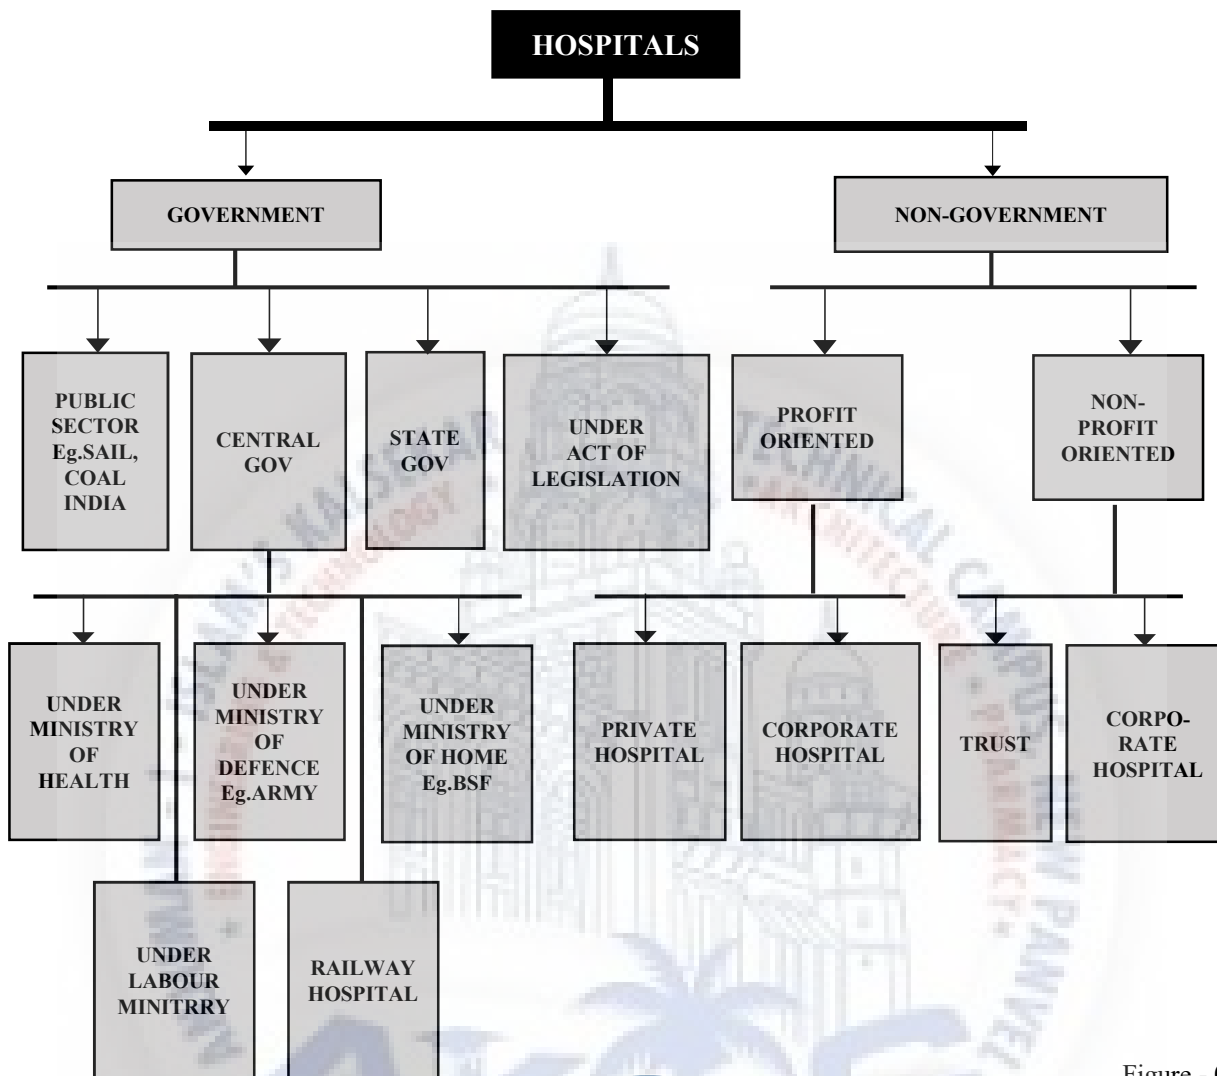 HOSPITALS
GOVERNMENT
NON-GOVERNMENT
PUBLIC
SECTOR
Eg.SAIL,
COAL
INDIA
CENTRAL
GOV
STATE
GOV
UNDER
ACT OF
LEGISLATION
PROFIT
ORIENTED
NON-
PROFIT
ORIENTED
UNDER
MINISTRY
OF
HEALTH
UNDER
MINISTRY
OF
DEFENCE
Eg.ARMY
UNDER
MINISTRY
OF HOME
Eg.BSF
PRIVATE
HOSPITAL
CORPORATE
HOSPITAL
TRUST
CORPO-
RATE
HOSPITAL
UNDER
LABOUR
MINITRRY
RAILWAY
HOSPITAL
Figure -